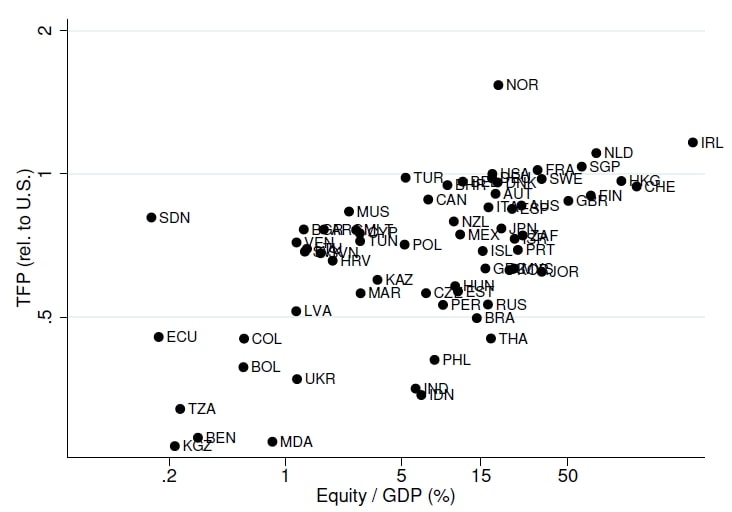 2
NOR
IRL
NLD
FRA
SGP
1
TUR
USA
SWE
HKG
CHE
BHR
DNK
AUT
FIN
CAN
ITA
AUS
ESP
GBR
MUS
SDN
NZL
JPN
MEX
ZAF
VEN
TUN
POL
ISL
PRT
HRV
JOR
KAZ
HUN
MAR
CZE
EST
PER
RUS
LVA
BRA
.5
ECU
COL
THA
PHL
BOL
UKR
IND
IDN
TZA
BEN
MDA
KGZ
TFP (rel. to U.S.)
.2 1 5 15 50
Equity / GDP (%)